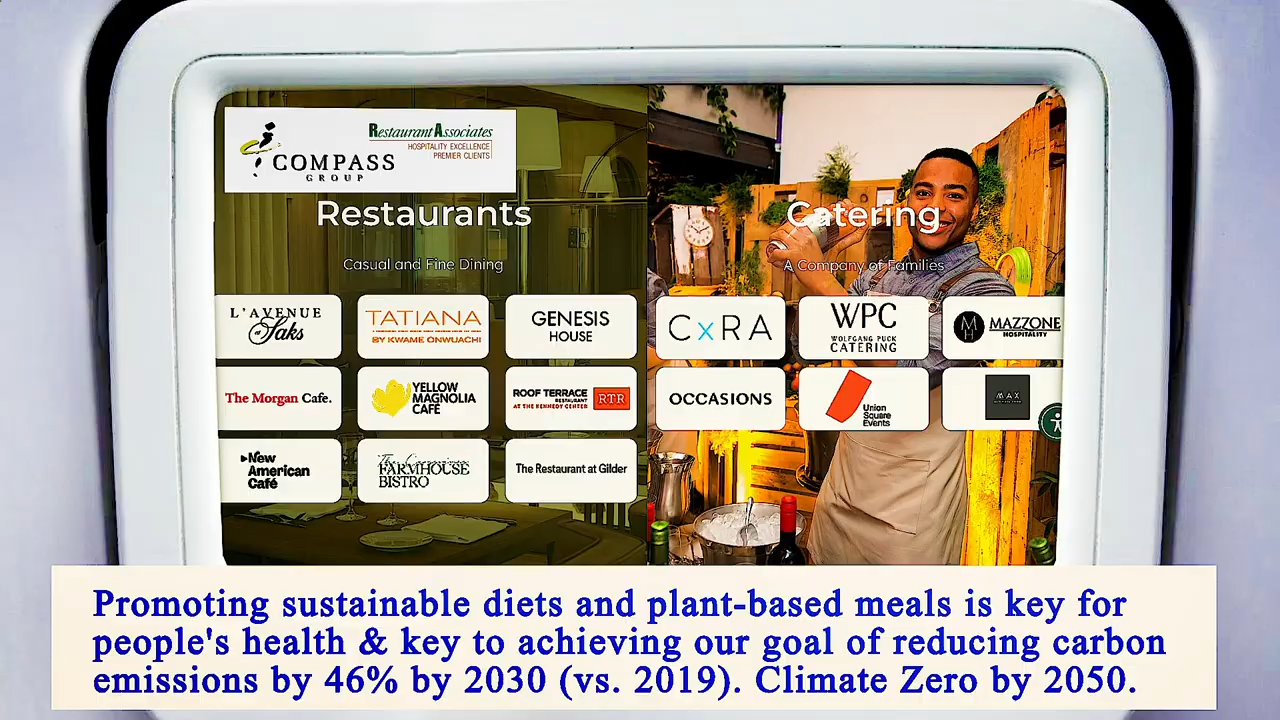 COMPASS
GROUP
Restaurant Associates
HOSPITALITY EXCELLENCE
PREMIER CLIENTS
Restaurants
Casual and Fine Dining
L'AVENUE
Saks
TATIANA
BY KWAME ONWUACHI
GENESIS
HOUSE
The Morgan Cafe.
YELLOW
MAGNOLIA
CAFÉ
ROOF TERRACE
RESTAURANT
AT THE KENNEDY CENTER
RTR
New
American
Café
FARMHOUSE
BISTRO
The Restaurant at Gilder
Catering
A Company of Families
CxRA
WPC
WOLFGANG PUCK
CATERING
MH
MAZZONE
HOSPITALITY
OCCASIONS
Union
Square
Events
MAX
Promoting sustainable diets and plant-based meals is key for
people's health & key to achieving our goal of reducing carbon
emissions by 46% by 2030 (vs. 2019). Climate Zero by 2050.